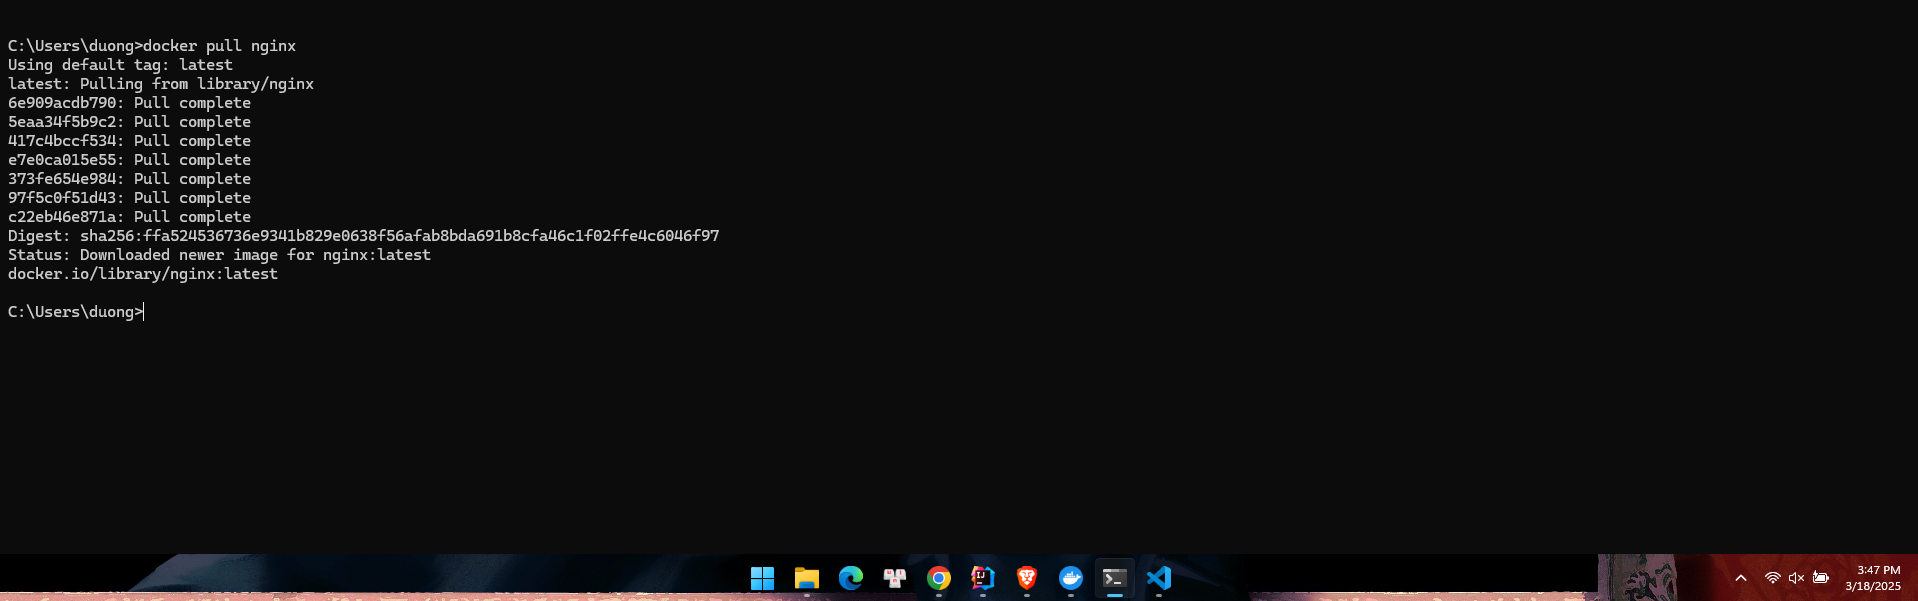 C:\Users\duong>docker pull nginx
Using default tag: latest
latest: Pulling from library/nginx
6e909acdb790: Pull complete
5eaa34f5b9c2: Pull complete
417c4bccf534: Pull complete
e7e0ca015e55: Pull complete
373fe654e984: Pull complete
97f5c0f51d43: Pull complete
c22eb46e871a: Pull complete
Digest: sha256:ffa524536736e9341b829e0638f56afab8bda691b8cfa46c1f02ffe4c6046f97
Status: Downloaded newer image for nginx:latest
docker.io/library/nginx:latest
C:\Users\duong>
3:47 PM
3/18/2025